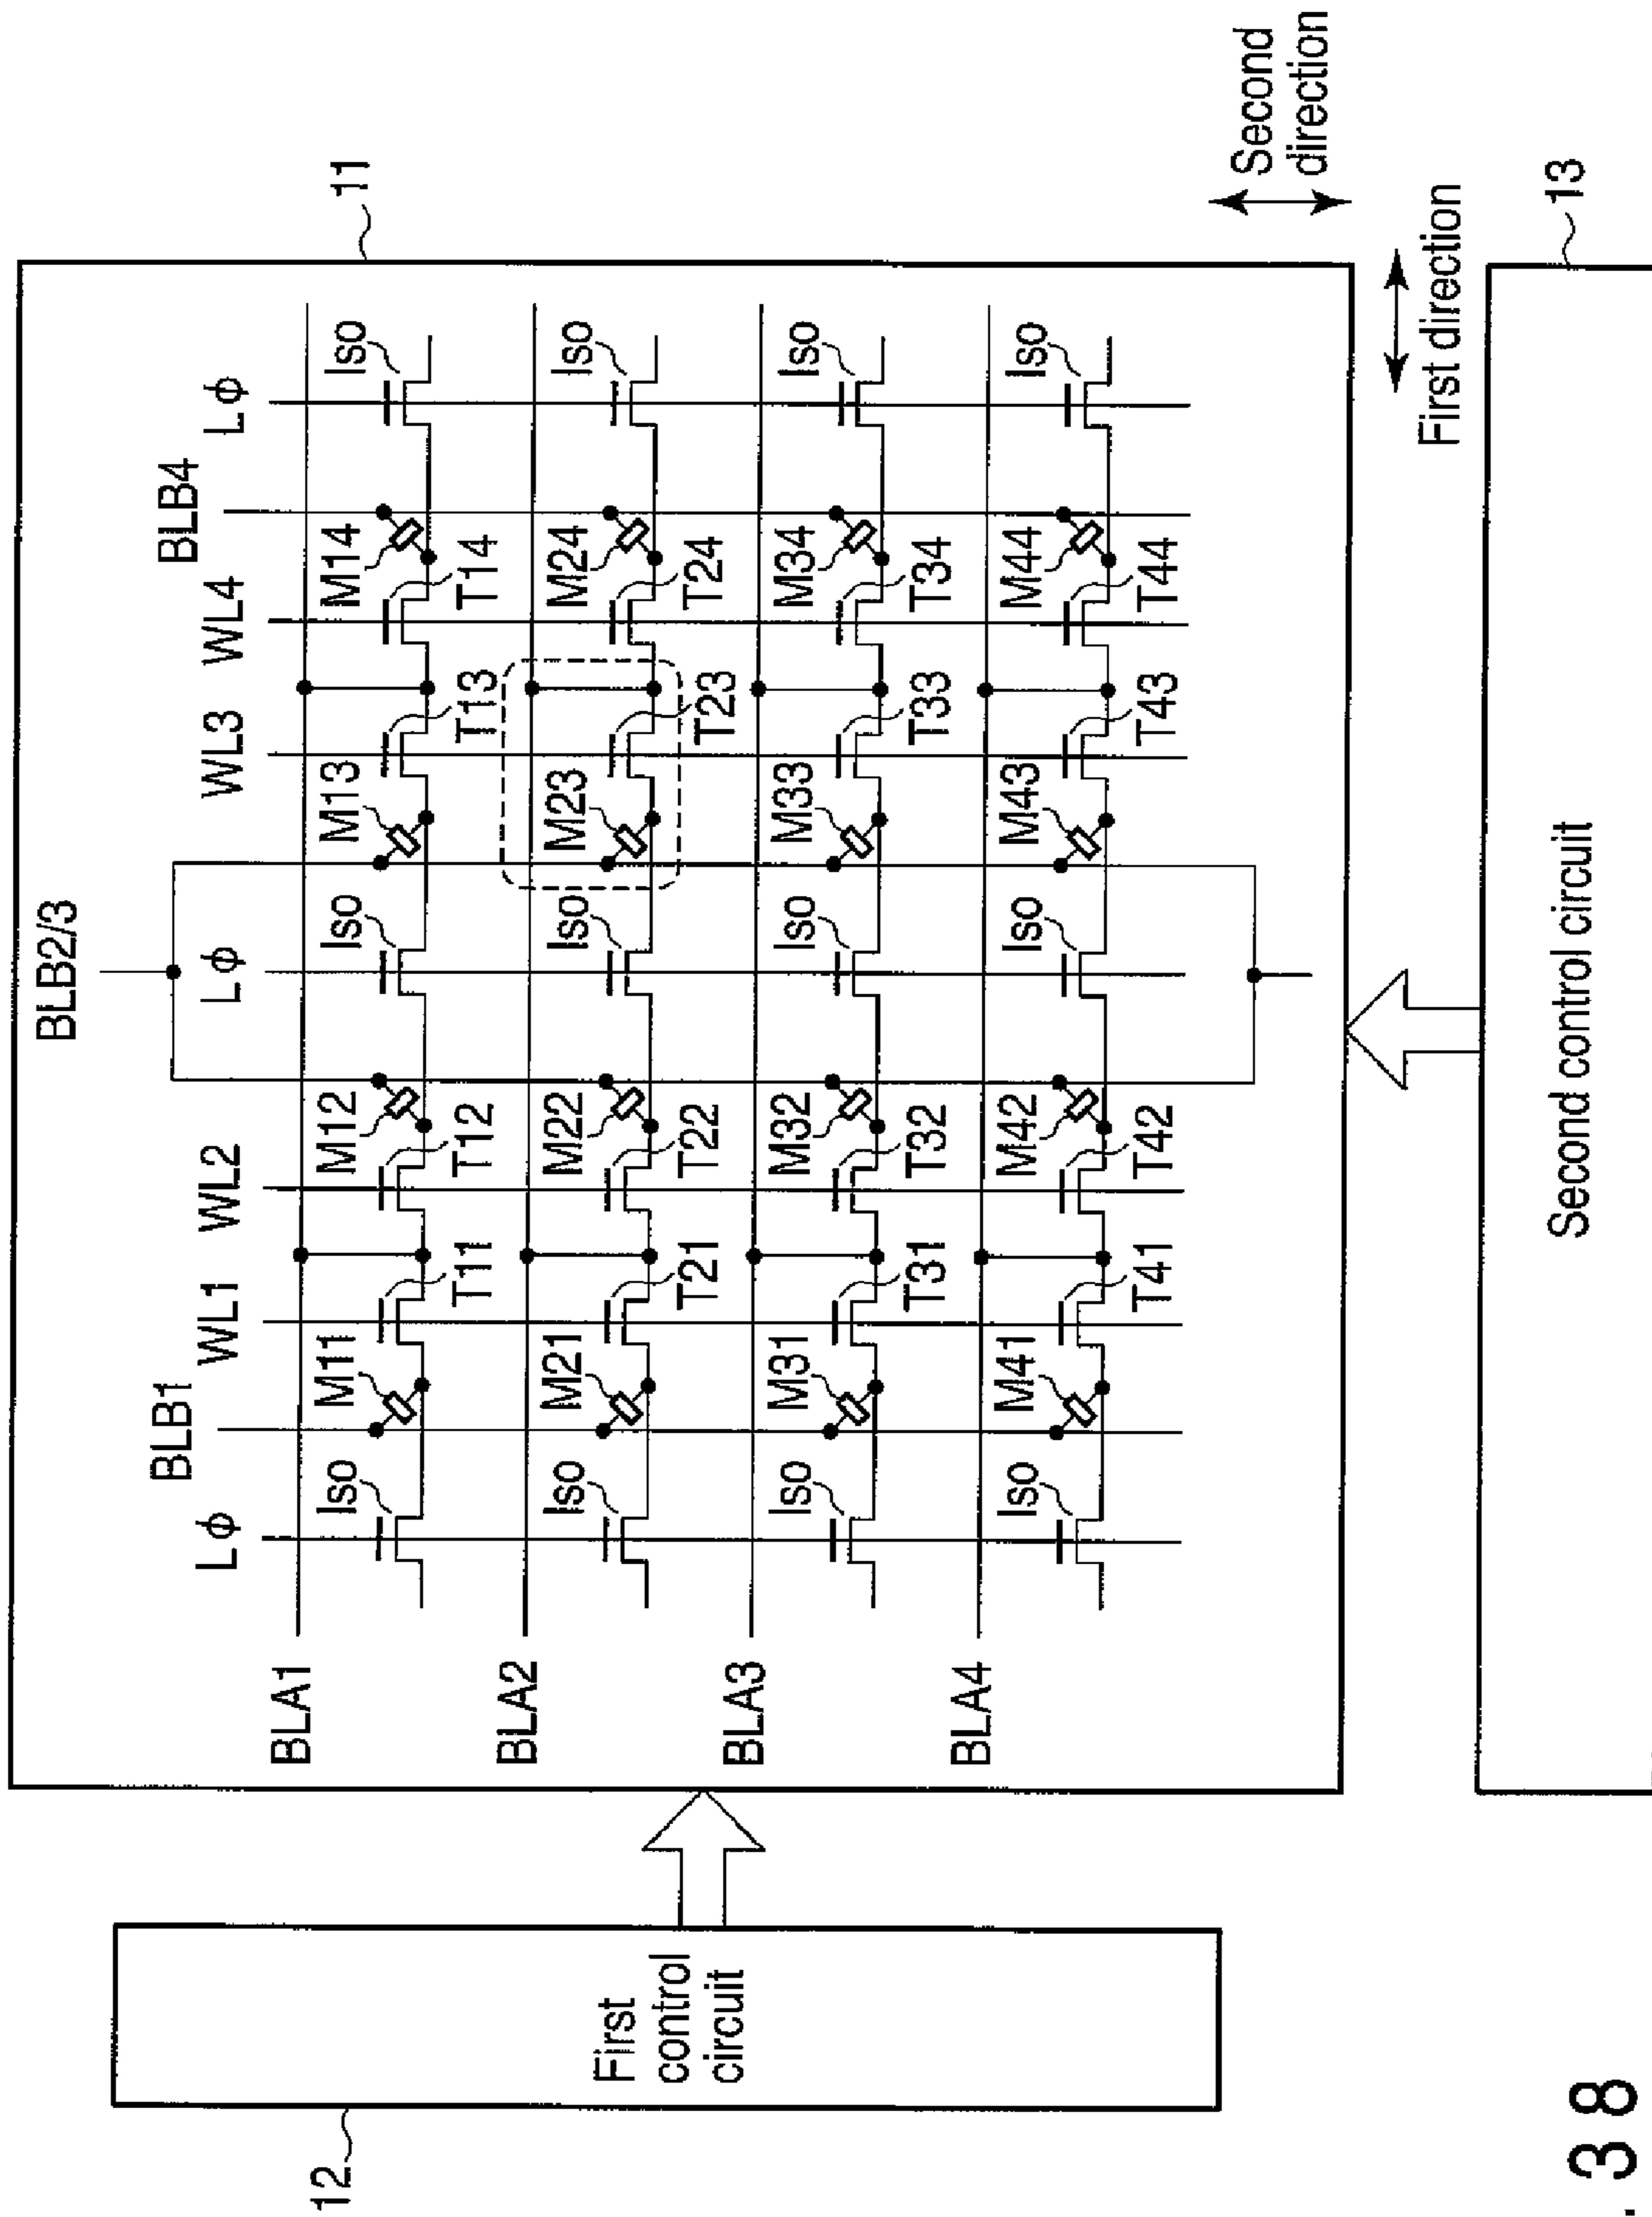 BLB2/3
BLB1 BLB4
Lϕ WL1 WL2 Lϕ WL3 WL4 Lϕ
11
BLA1
Iso M11 M12 Iso M13 M14 Iso
T11 T12 T13 T14
BLA2
Iso M21 M22 Iso M23 M24 Iso
T21 T22 T23 T24
BLA3
Iso M31 M32 Iso M33 M34 Iso
T31 T32 T33 T34
BLA4
Iso M41 M42 Iso M43 M44 Iso
T41 T42 T43 T44
12
First
control
circuit
Second
direction
First direction
13
Second control circuit
. 38